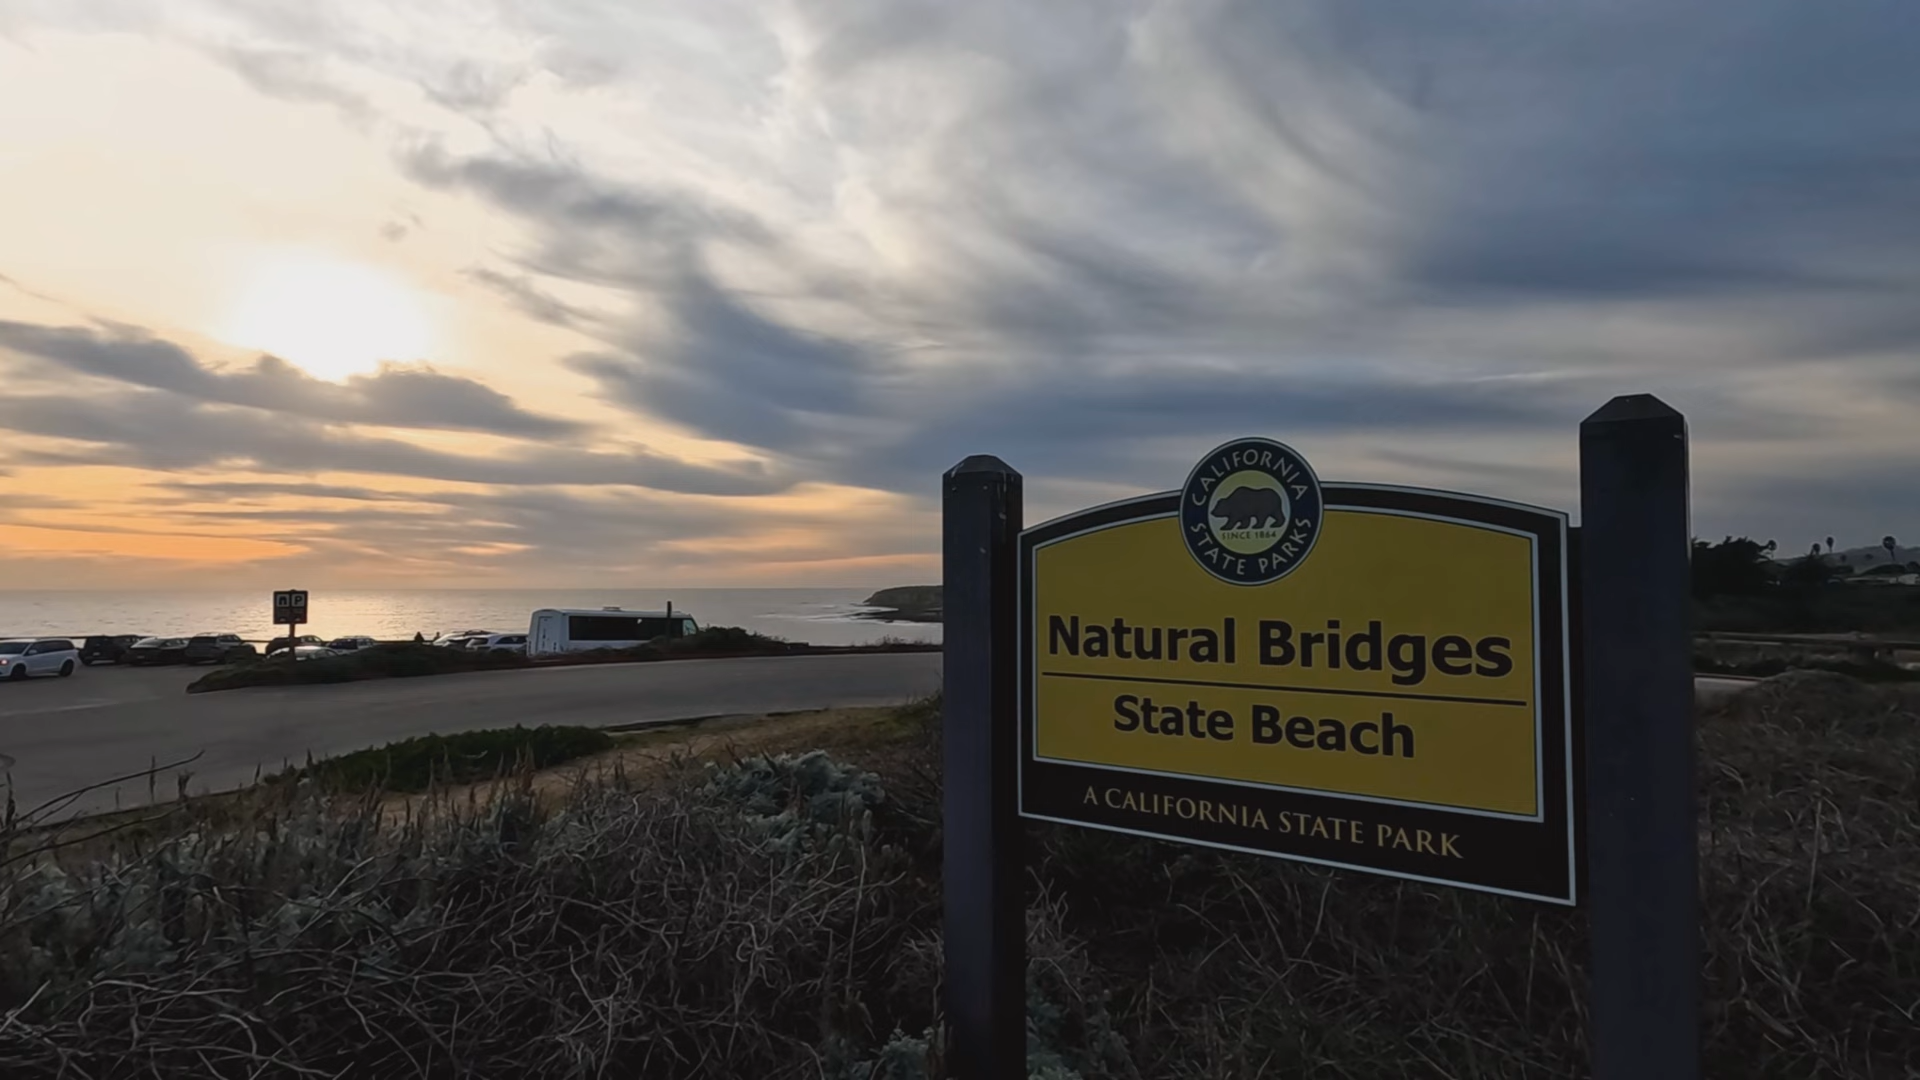 CALIFORNIA
SINCE 1864
STATE PARKS
Natural Bridges
State Beach
A CALIFORNIA STATE PARK
P